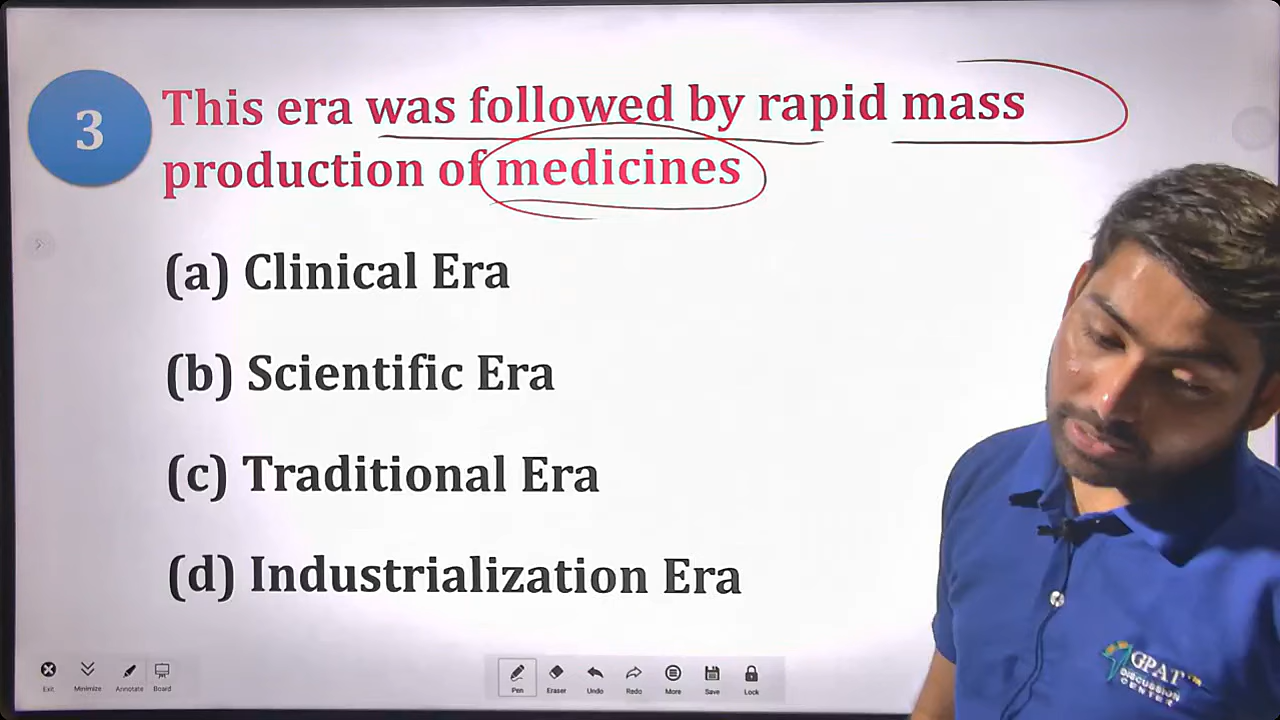 3
This era was followed by rapid mass
production of medicines
(a) Clinical Era
(b) Scientific Era
(c) Traditional Era
(d) Industrialization Era
Exit
Minimize
Annotate
Board
Pen
Eraser
Undo
Redo
More
Save
Lock
GPAT™
DISCUSSION
CENTER